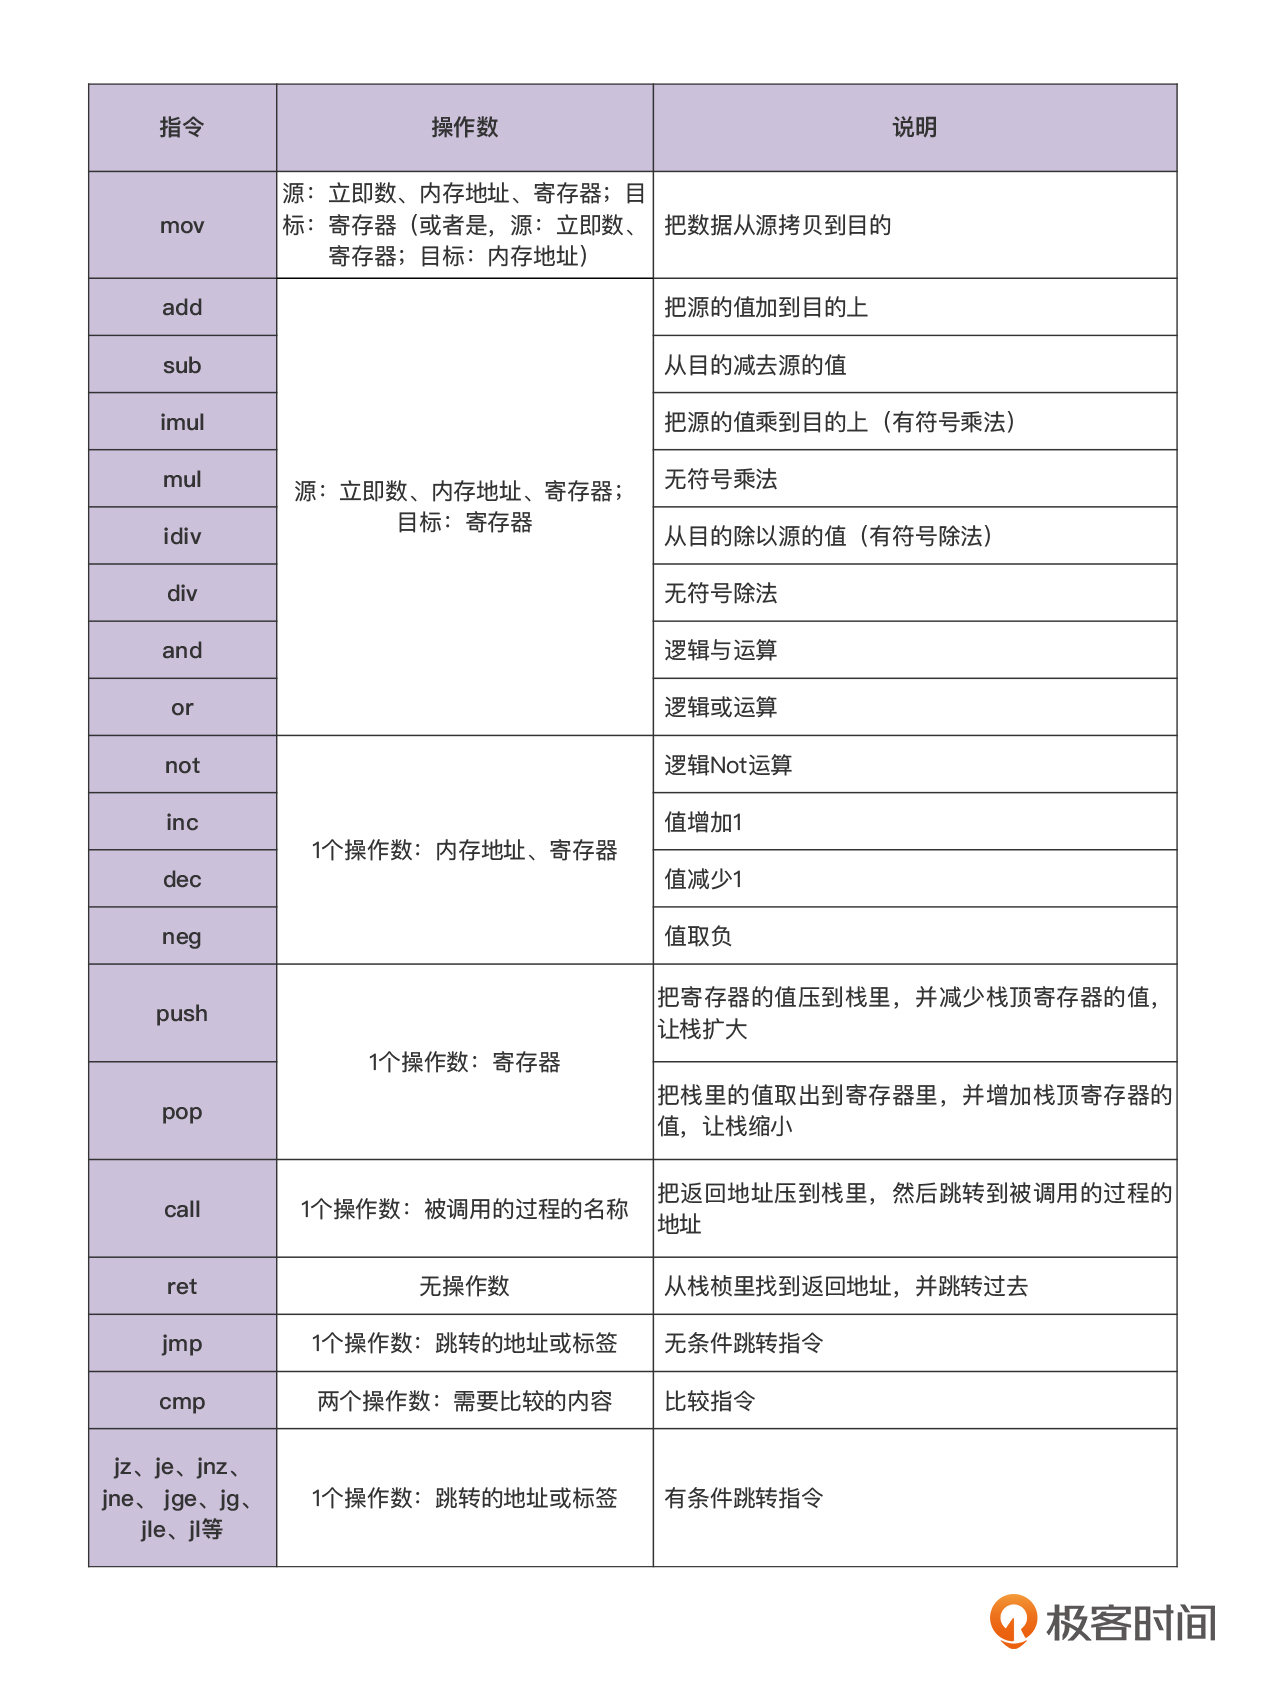 指令
操作数
说明
mov
源：立即数、内存地址、寄存器；目
标：寄存器（或者是，源：立即数、
寄存器；目标：内存地址）
把数据从源拷贝到目的
add
源：立即数、内存地址、寄存器；
目标：寄存器
把源的值加到目的上
sub
从目的减去源的值
imul
把源的值乘到目的上（有符号乘法）
mul
无符号乘法
idiv
从目的除以源的值（有符号除法）
div
无符号除法
and
逻辑与运算
or
逻辑或运算
not
1个操作数：内存地址、寄存器
逻辑Not运算
inc
值增加1
dec
值减少1
neg
值取负
push
1个操作数：寄存器
把寄存器的值压到栈里，并减少栈顶寄存器的值，
让栈扩大
pop
把栈里的值取出到寄存器里，并增加栈顶寄存器的
值，让栈缩小
call
1个操作数：被调用的过程的名称
把返回地址压到栈里，然后跳转到被调用的过程的
地址
ret
无操作数
从栈桢里找到返回地址，并跳转过去
jmp
1个操作数：跳转的地址或标签
无条件跳转指令
cmp
两个操作数：需要比较的内容
比较指令
jz、je、jnz、
jne、 jge、jg、
jle、jl等
1个操作数：跳转的地址或标签
有条件跳转指令
极客时间